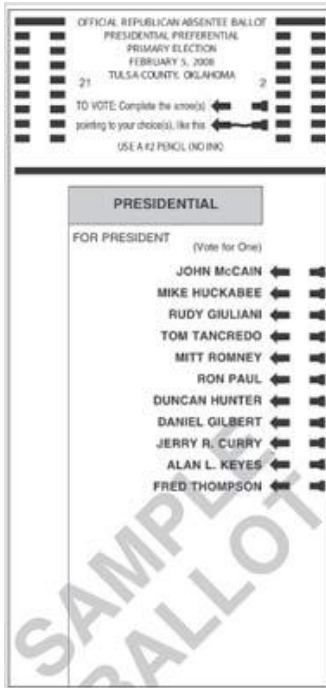 OFFICIAL REPUBLICAN ABSENTEE BALLOT
PRESIDENTIAL PREFERENTIAL
PRIMARY ELECTION
FEBRUARY 5, 2008
TULSA COUNTY, OKLAHOMA
21 2
TO VOTE: Complete the arrow(s)
pointing to your choice(s), like this
USE A #2 PENCIL (NO INK)
PRESIDENTIAL
FOR PRESIDENT
(Vote for One)
JOHN McCAIN
MIKE HUCKABEE
RUDY GIULIANI
TOM TANCREDO
MITT ROMNEY
RON PAUL
DUNCAN HUNTER
DANIEL GILBERT
JERRY R. CURRY
ALAN L. KEYES
FRED THOMPSON
SAMPLE
BALLOT